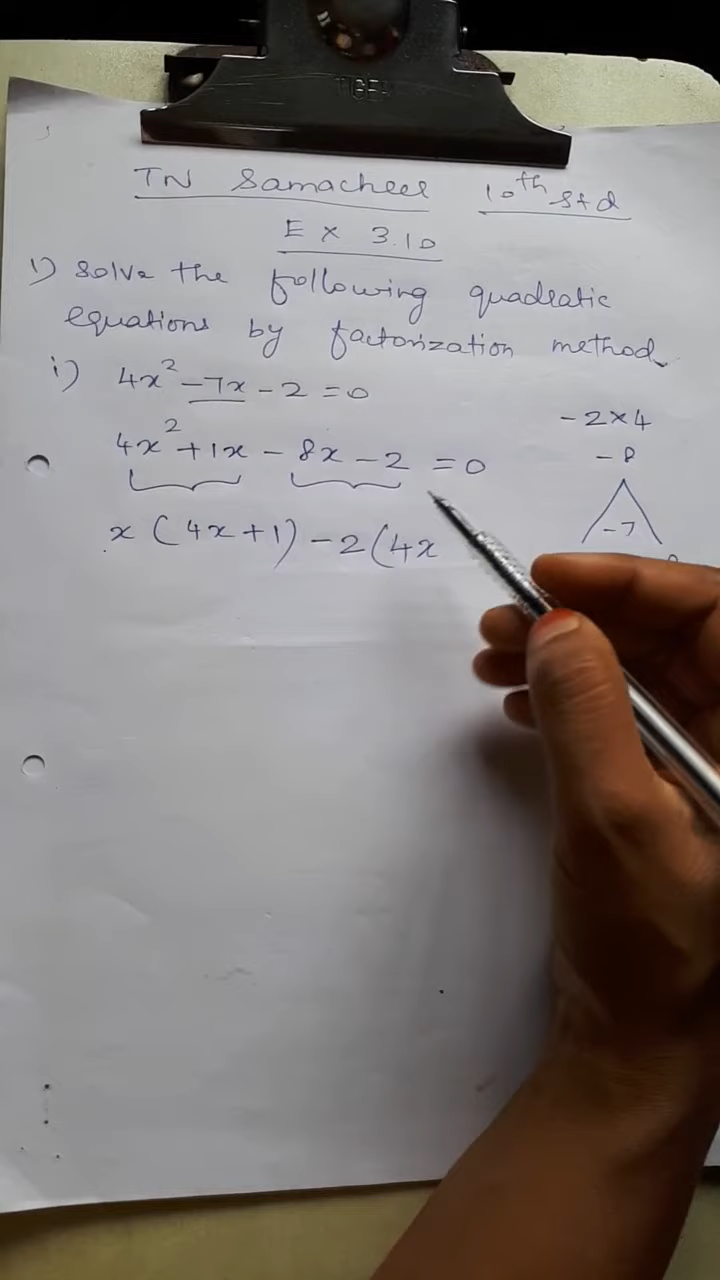 TIGER
TN Samacheer 10th Std
EX 3.10
1) solve the following quadratic
equations by factorization method.
i) 4x² - 7x - 2 = 0
-2 × 4
4x² + 1x - 8x - 2 = 0
-8
-7
x (4x + 1) - 2 (4x